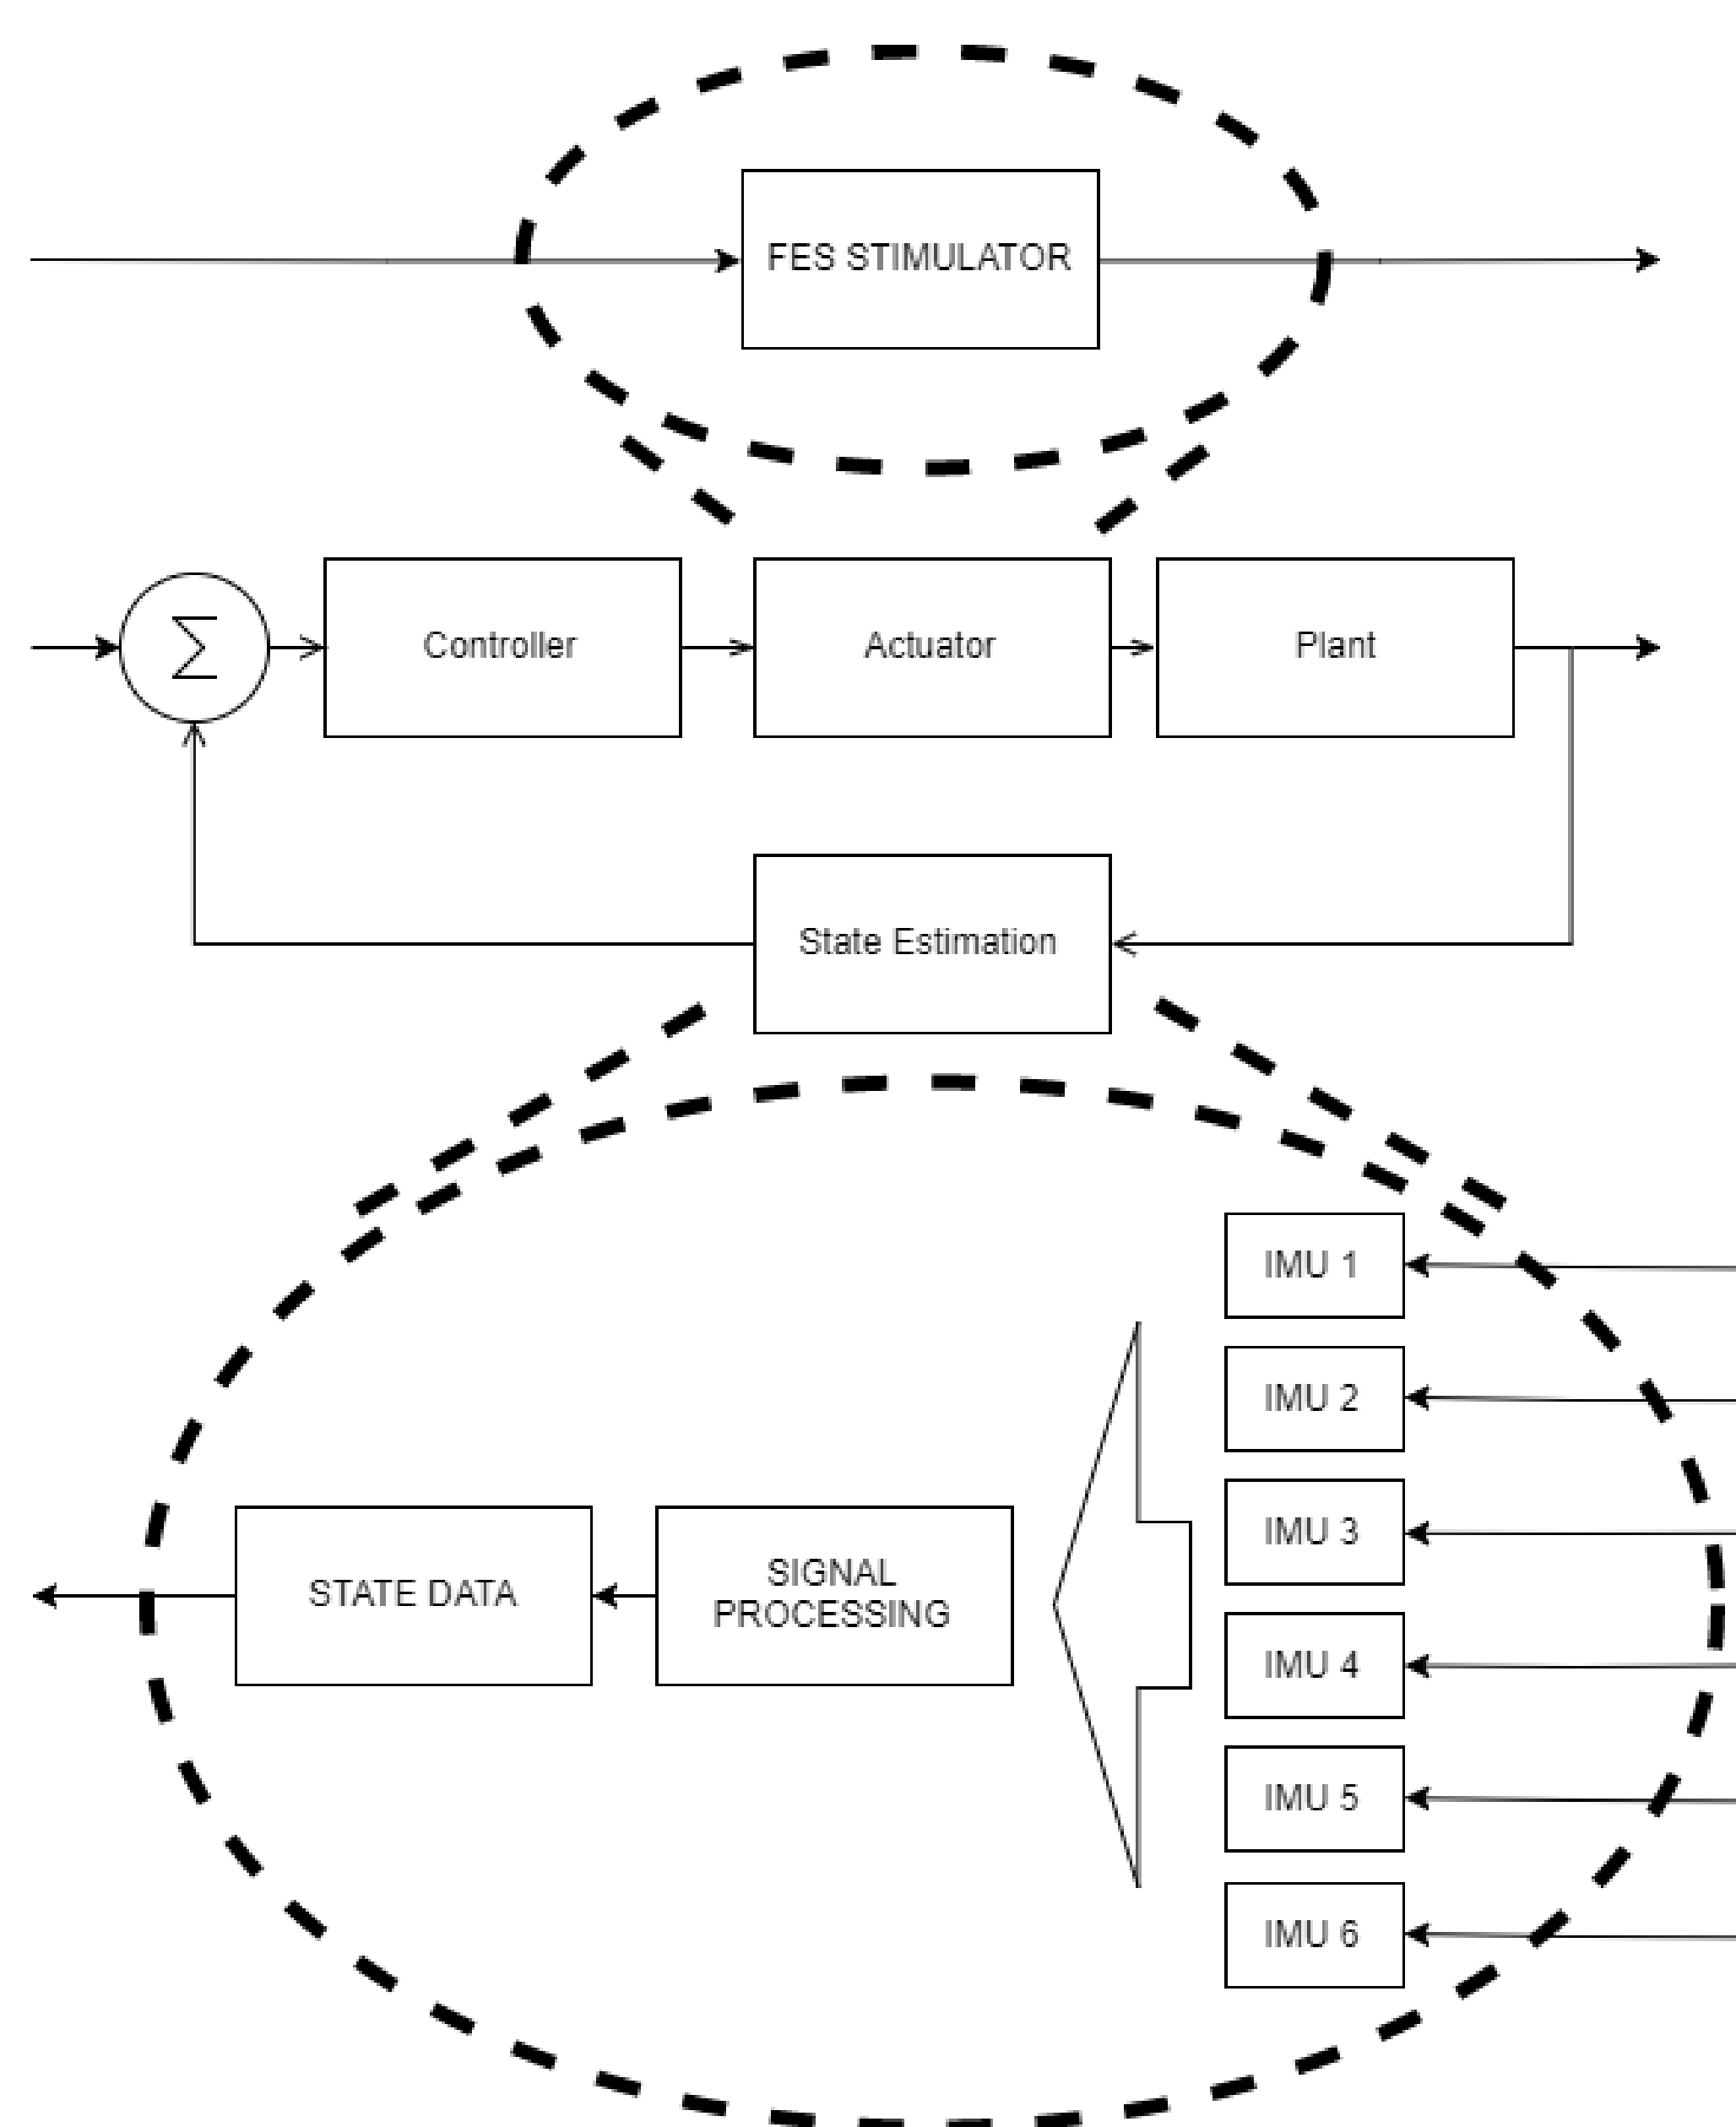 FES STIMULATOR
Σ
Controller
Actuator
Plant
State Estimation
IMU 1
IMU 2
IMU 3
IMU 4
IMU 5
IMU 6
STATE DATA
SIGNAL
PROCESSING